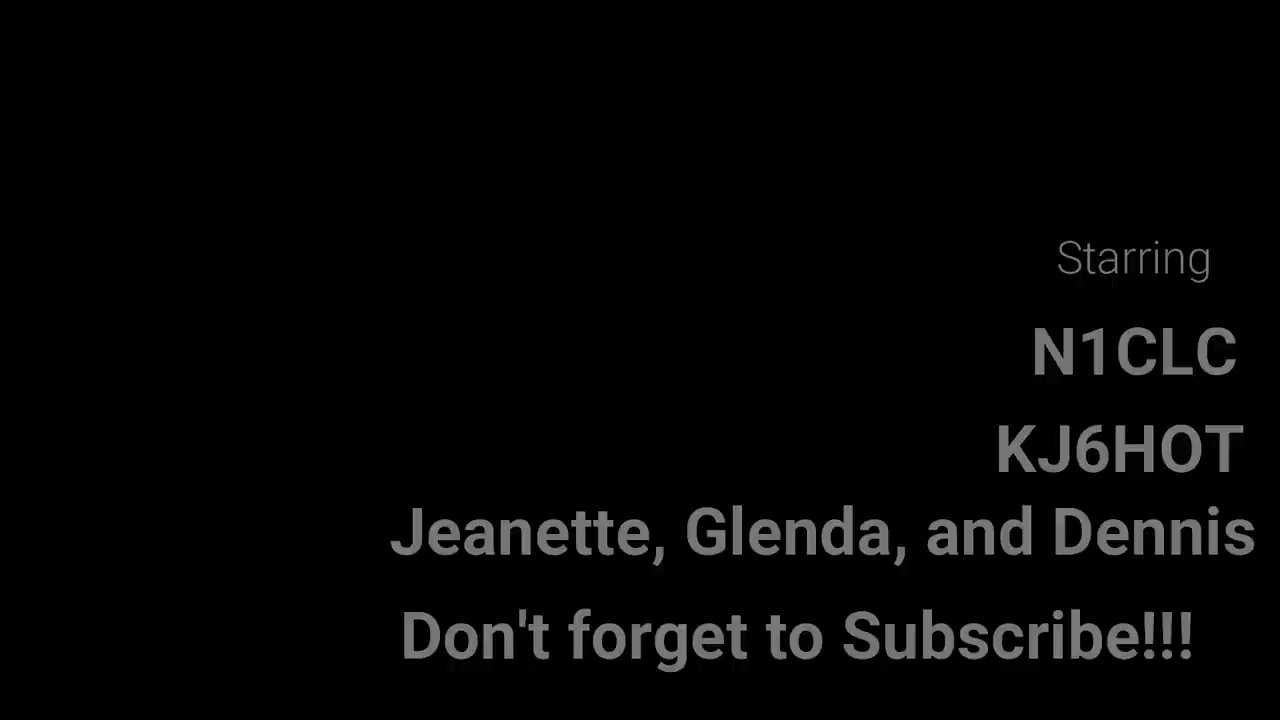 Starring
N1CLC
KJ6HOT
Jeanette, Glenda, and Dennis
Don't forget to Subscribe!!!